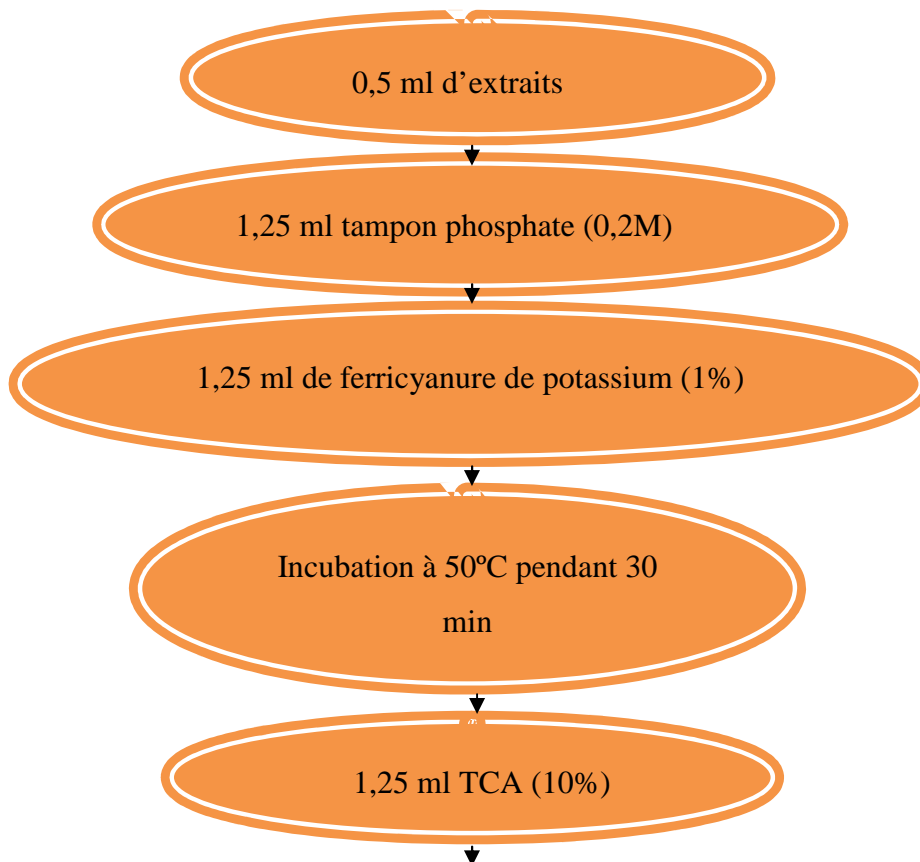 0,5 ml d’extraits
1,25 ml tampon phosphate (0,2M)
1,25 ml de ferricyanure de potassium (1%)
Incubation à 50ºC pendant 30
min
1,25 ml TCA (10%)